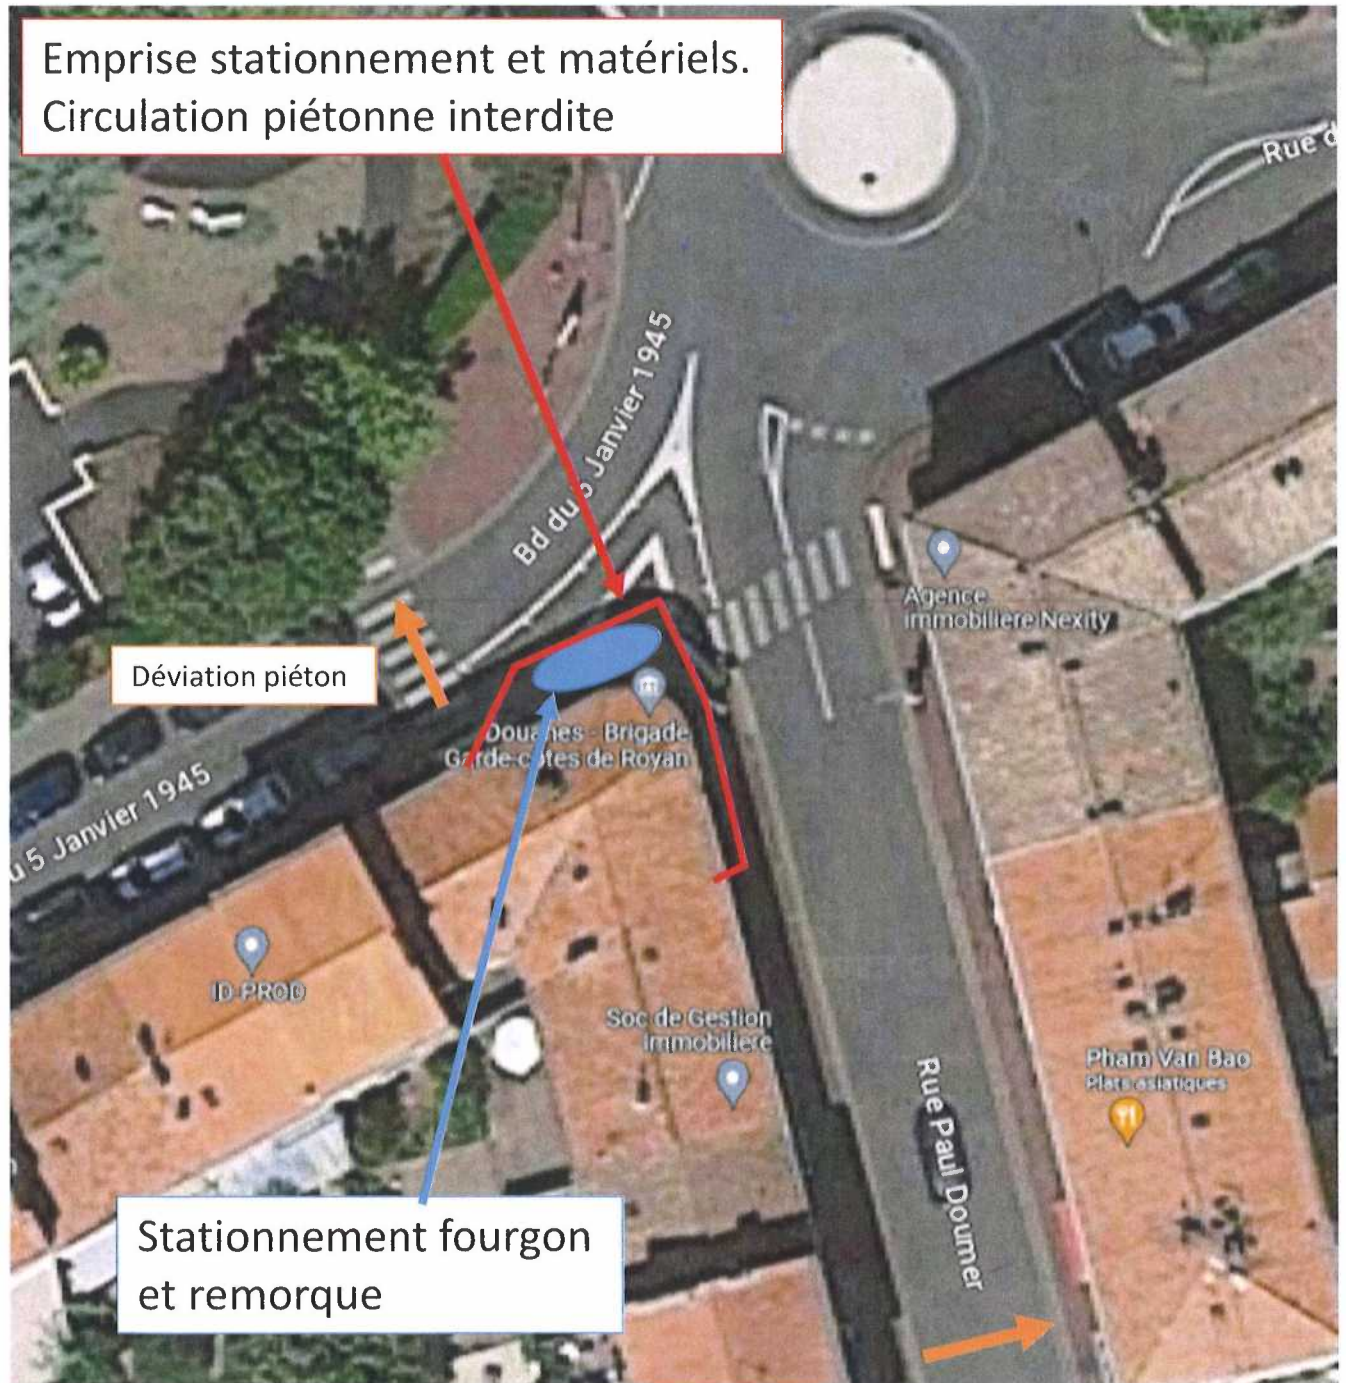 Emprise stationnement et matériels.
Circulation piétonne interdite
Rue d
Bd du 5 Janvier 1945
Agence
immobilière Nexity
Déviation piéton
Douanes - Brigade
Garde-côtes de Royan
u 5 Janvier 1945
ID-PROD
Soc de Gestion
Immobilière
Pham Van Bao
Plats asiatiques
Rue Paul Doumer
Stationnement fourgon
et remorque